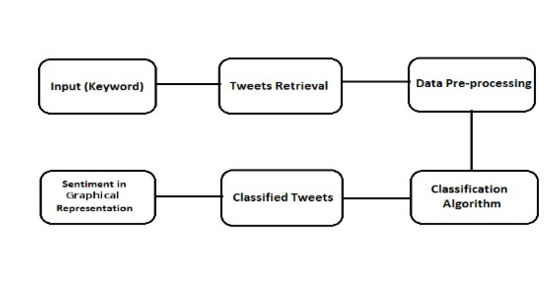 Input (Keyword)
Tweets Retrieval
Data Pre-processing
Sentiment in
Graphical
Representation
Classified Tweets
Classification
Algorithm